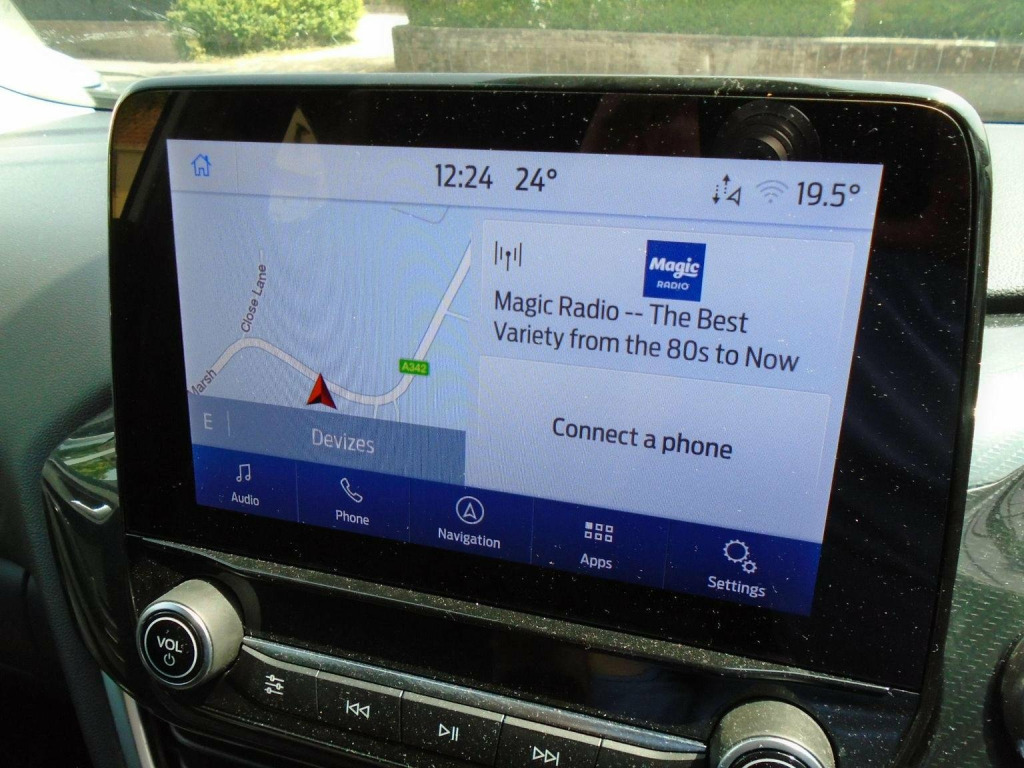 12:24 24° 19.5°
Close Lane
Marsh
A342
E
Devizes
Magic
RADIO
Magic Radio -- The Best
Variety from the 80s to Now
Connect a phone
Audio
Phone
Navigation
Apps
Settings
VOL